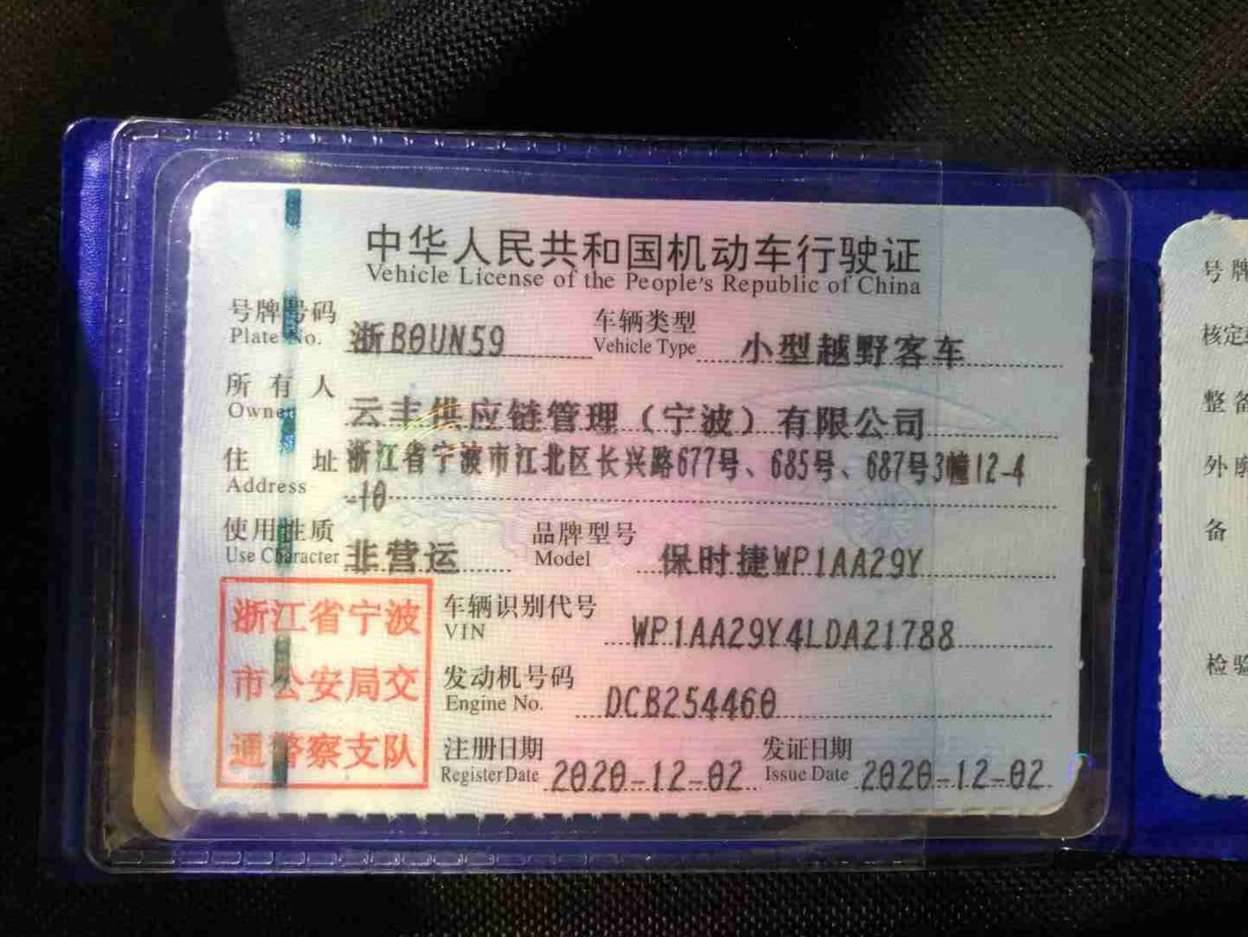 中华人民共和国机动车行驶证
Vehicle License of the People's Republic of China
号牌号码 浙B0UN59 车辆类型 小型越野客车
Plate No. Vehicle Type
所有人 云丰供应链管理（宁波）有限公司
Owner
住址 浙江省宁波市江北区长兴路677号、685号、687号3幢12-4
Address -10
使用性质 非营运 品牌型号 保时捷WP1AA29Y
Use Character Model
浙江省宁波
市公安局交
通警察支队
车辆识别代号 WP1AA29Y4LDA21788
VIN
发动机号码 DCB254460
Engine No.
注册日期 2020-12-02 发证日期 2020-12-02
Register Date Issue Date
号牌
核定
整备
外廓
备
检验